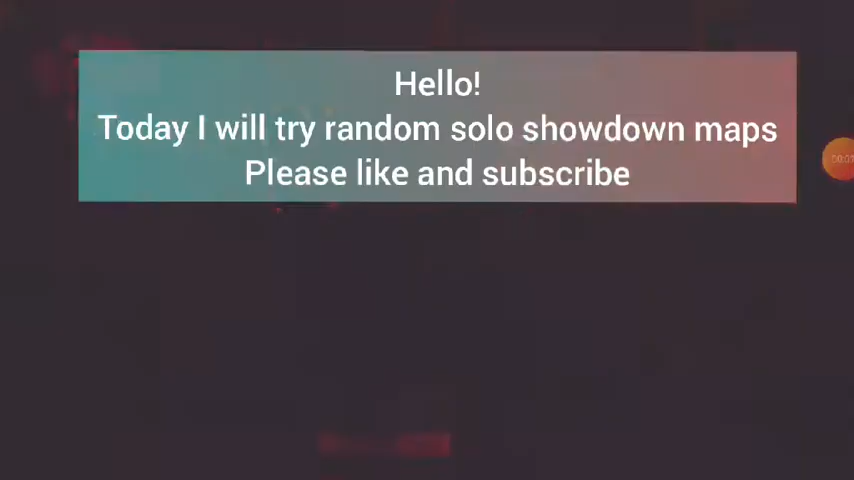 Hello!
Today I will try random solo showdown maps
Please like and subscribe